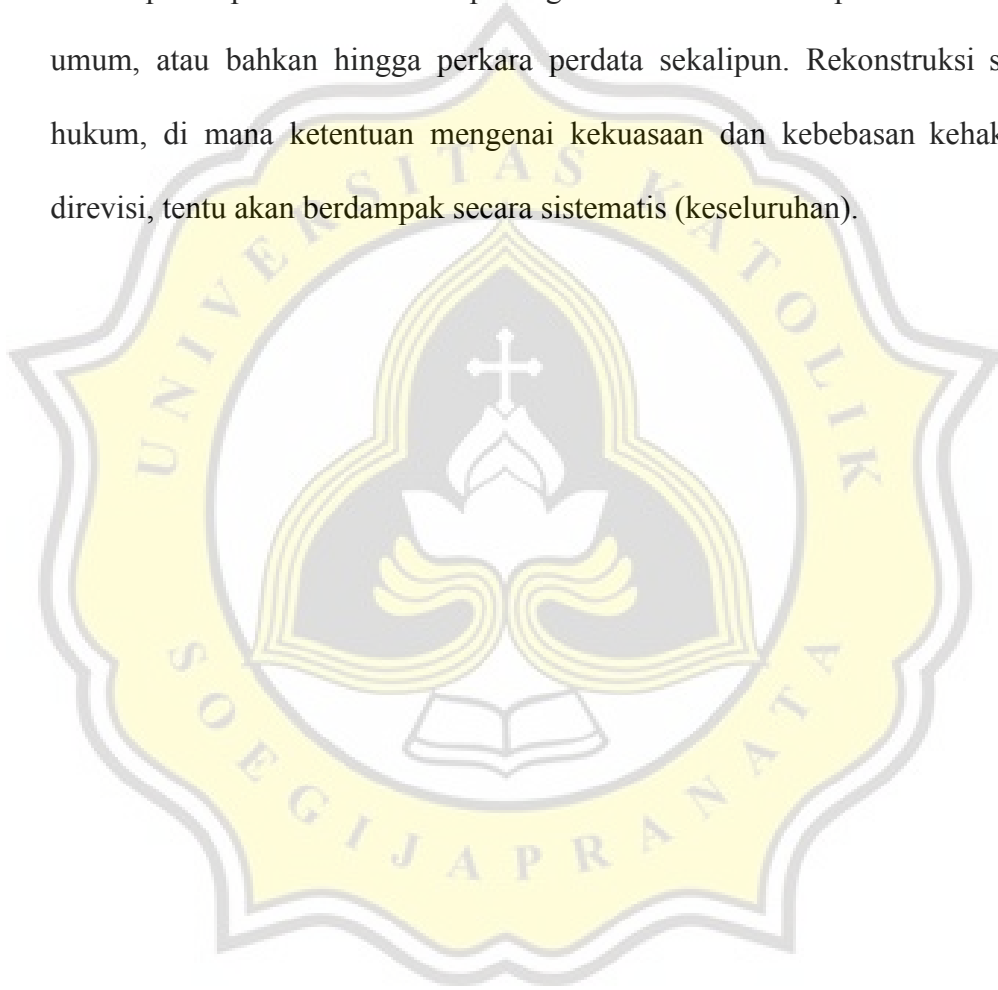 umum, atau bahkan hingga perkara perdata sekalipun. Rekonstruksi
hukum, di mana ketentuan mengenai kekuasaan dan kebebasan
direvisi, tentu akan berdampak secara sistematis (keseluruhan).
UNIVERSITAS KATOLIK
SOEGIJAPRANATA